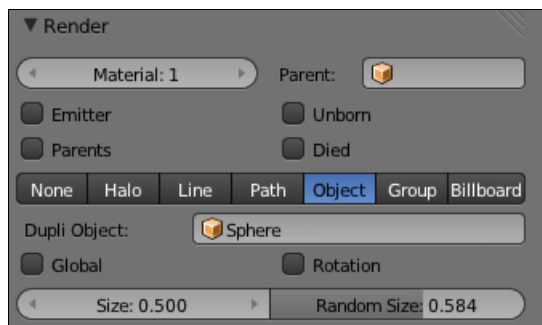 Render
Material: 1 Parent:
Emitter Unborn
Parents Died
None Halo Line Path Object Group Billboard
Dupli Object: Sphere
Global Rotation
Size: 0.500 Random Size: 0.584